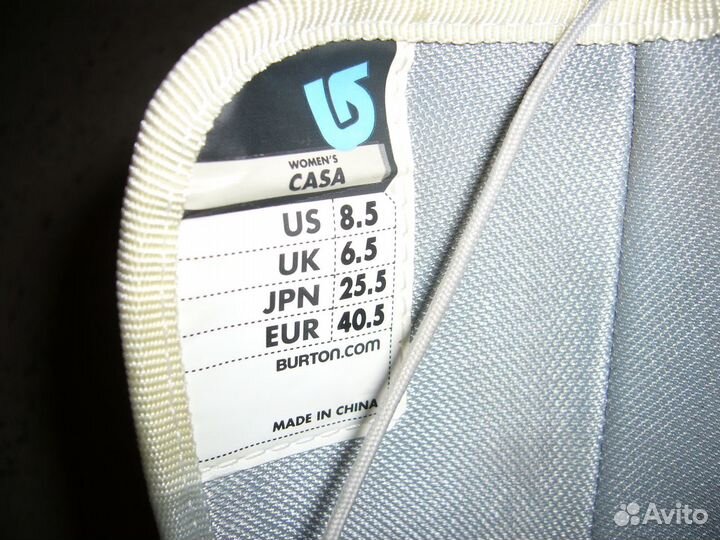 WOMEN'S
CASA
US 8.5
UK 6.5
JPN 25.5
EUR 40.5
BURTON.com
MADE IN CHINA
Avito